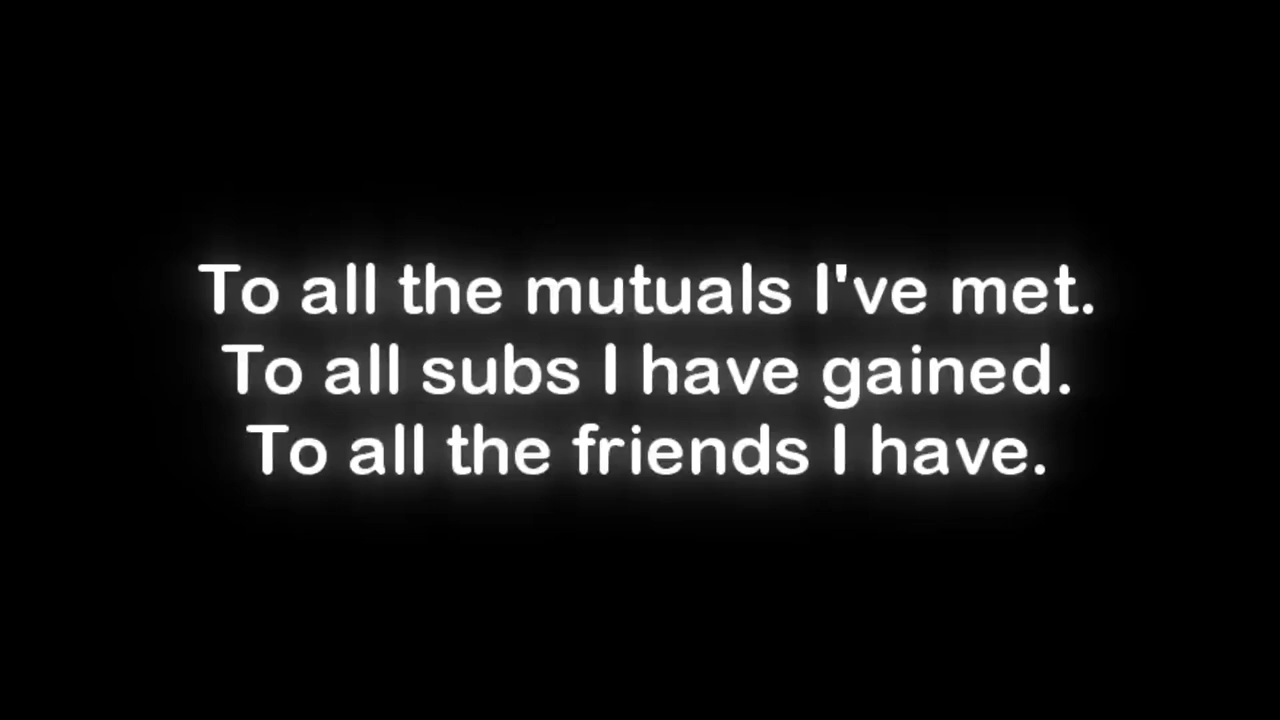 To all the mutuals I've met.
To all subs I have gained.
To all the friends I have.